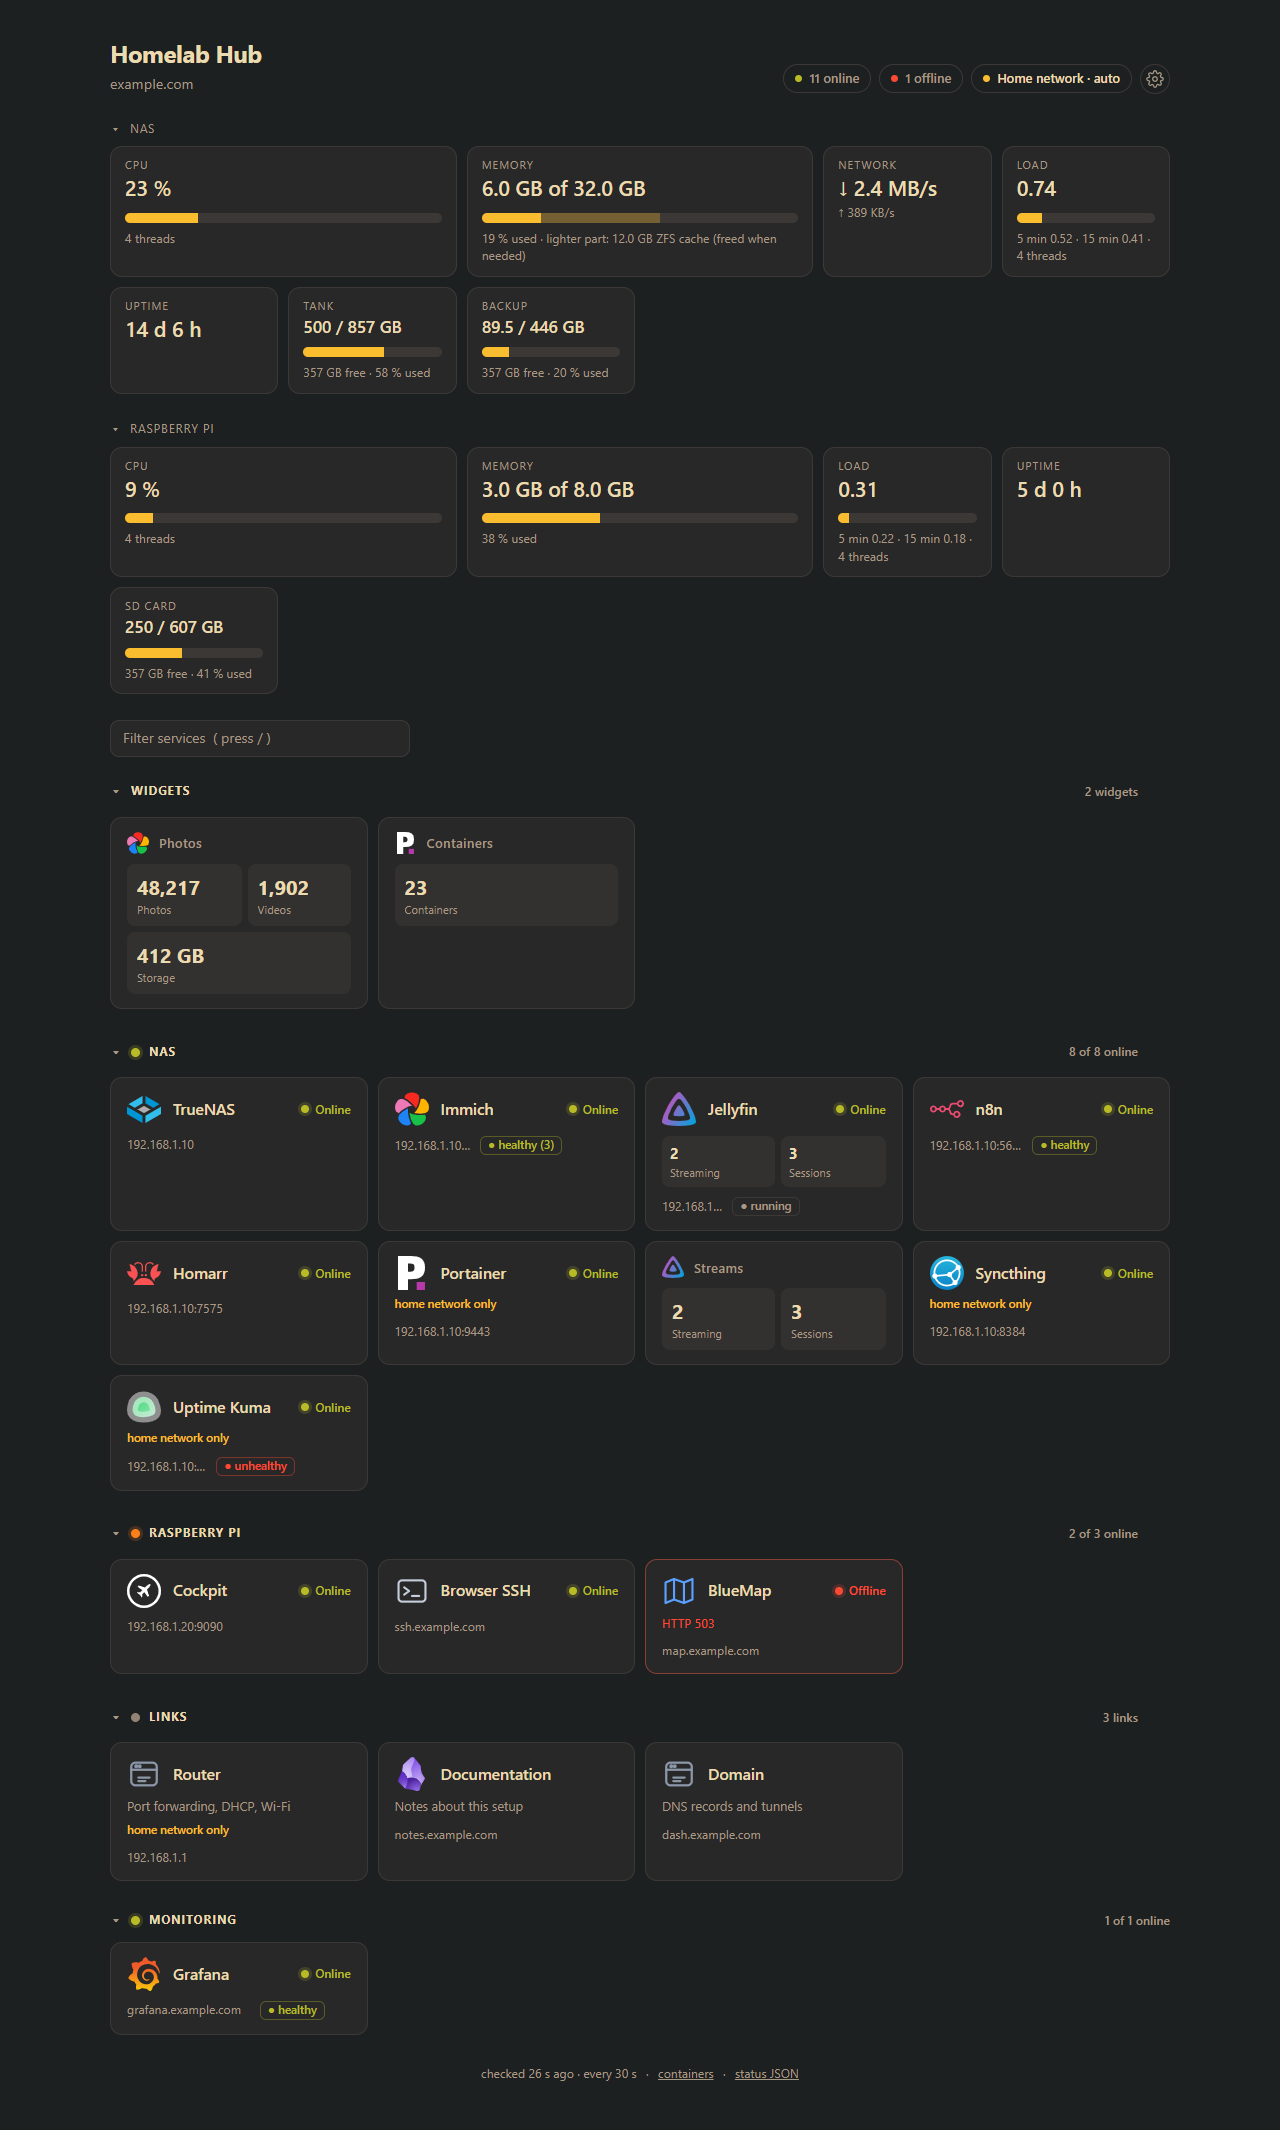 Homelab Hub
example.com
11 online
1 offline
Home network · auto
NAS
CPU
23 %
4 threads
MEMORY
6.0 GB of 32.0 GB
19 % used · lighter part: 12.0 GB ZFS cache (freed when
needed)
NETWORK
↓ 2.4 MB/s
↑ 389 KB/s
LOAD
0.74
5 min 0.52 · 15 min 0.41 ·
4 threads
UPTIME
14 d 6 h
TANK
500 / 857 GB
357 GB free · 58 % used
BACKUP
89.5 / 446 GB
357 GB free · 20 % used
RASPBERRY PI
CPU
9 %
4 threads
MEMORY
3.0 GB of 8.0 GB
38 % used
LOAD
0.31
5 min 0.22 · 15 min 0.18 ·
4 threads
UPTIME
5 d 0 h
SD CARD
250 / 607 GB
357 GB free · 41 % used
Filter services ( press / )
WIDGETS
2 widgets
Photos
48,217
Photos
1,902
Videos
412 GB
Storage
Containers
23
Containers
NAS
8 of 8 online
TrueNAS
Online
192.168.1.10
Immich
Online
192.168.1.10...
healthy (3)
Jellyfin
Online
2
Streaming
3
Sessions
192.168.1...
running
n8n
Online
192.168.1.10:56...
healthy
Homarr
Online
192.168.1.10:7575
Portainer
Online
home network only
192.168.1.10:9443
Streams
2
Streaming
3
Sessions
Syncthing
Online
home network only
192.168.1.10:8384
Uptime Kuma
Online
home network only
192.168.1.10:...
unhealthy
RASPBERRY PI
2 of 3 online
Cockpit
Online
192.168.1.20:9090
Browser SSH
Online
ssh.example.com
BlueMap
Offline
HTTP 503
map.example.com
LINKS
3 links
Router
Port forwarding, DHCP, Wi-Fi
home network only
192.168.1.1
Documentation
Notes about this setup
notes.example.com
Domain
DNS records and tunnels
dash.example.com
MONITORING
1 of 1 online
Grafana
Online
grafana.example.com
healthy
checked 26 s ago · every 30 s · containers · status JSON